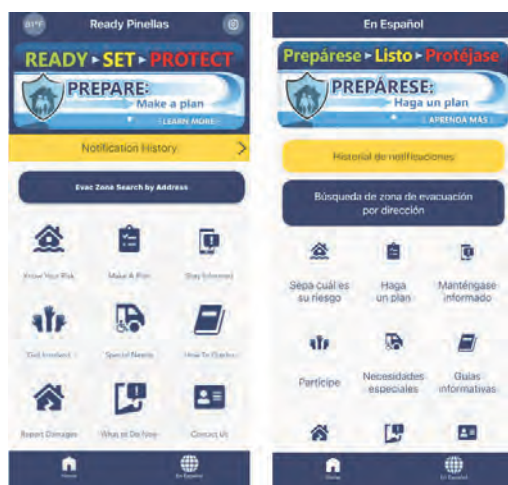 81°F
Ready Pinellas
READY ▸ SET ▸ PROTECT
PREPARE:
Make a plan
LEARN MORE
Notification History
Evac Zone Search by Address
Know Your Risk
Make A Plan
Stay Informed
Get Involved
Special Needs
How To Guides
Report Damages
What to Do Now
Contact Us
Home
En Español
En Español
Prepárese ▸ Listo ▸ Protéjase
PREPÁRESE:
Haga un plan
APRENDA MÁS
Historial de notificaciones
Búsqueda de zona de evacuación
por dirección
Sepa cuál es
su riesgo
Haga
un plan
Manténgase
informado
Participe
Necesidades
especiales
Guías
informativas
Home
En Español